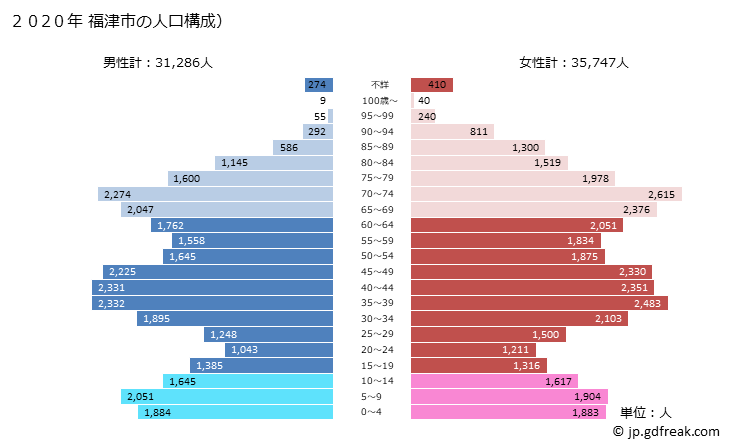 ２０２０年 福津市の人口構成）
男性計：31,286人 女性計：35,747人
274 不詳 410
9 100歳～ 40
55 95～99 240
292 90～94 811
586 85～89 1,300
1,145 80～84 1,519
1,600 75～79 1,978
2,274 70～74 2,615
2,047 65～69 2,376
1,762 60～64 2,051
1,558 55～59 1,834
1,645 50～54 1,875
2,225 45～49 2,330
2,331 40～44 2,351
2,332 35～39 2,483
1,895 30～34 2,103
1,248 25～29 1,500
1,043 20～24 1,211
1,385 15～19 1,316
1,645 10～14 1,617
2,051 5～9 1,904
1,884 0～4 1,883 単位：人
© jp.gdfreak.com